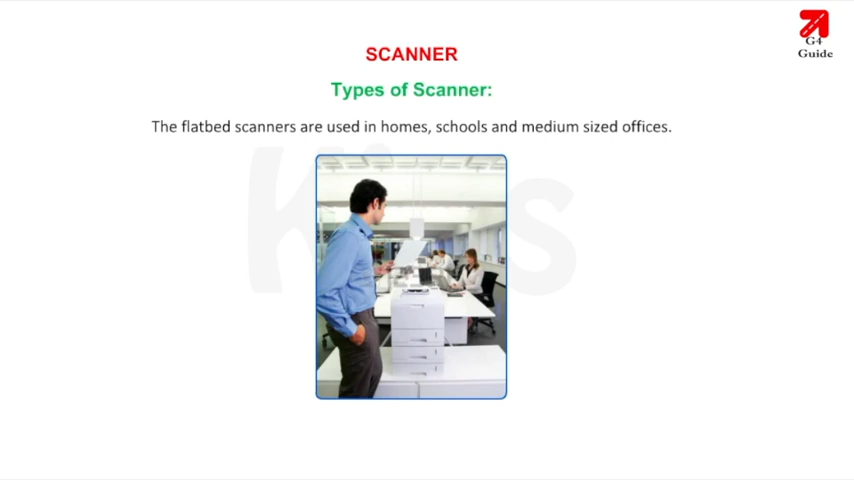 G4
Guide
SCANNER
Types of Scanner:
The flatbed scanners are used in homes, schools and medium sized offices.